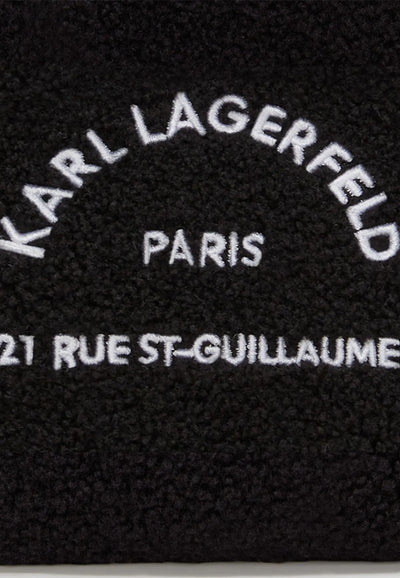 KARL LAGERFELD
PARIS
21 RUE ST-GUILLAUME